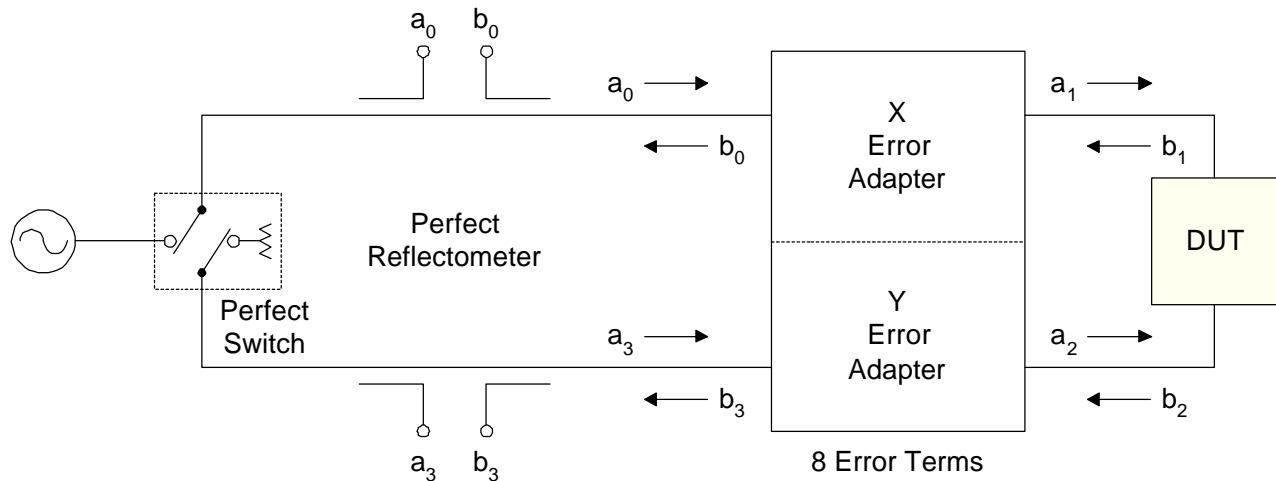 a0 b0
a0
b0
X
Error
Adapter
a1
b1
Perfect
Reflectometer
DUT
Perfect
Switch
Y
Error
Adapter
a3
b3
a2
b2
a3 b3
8 Error Terms